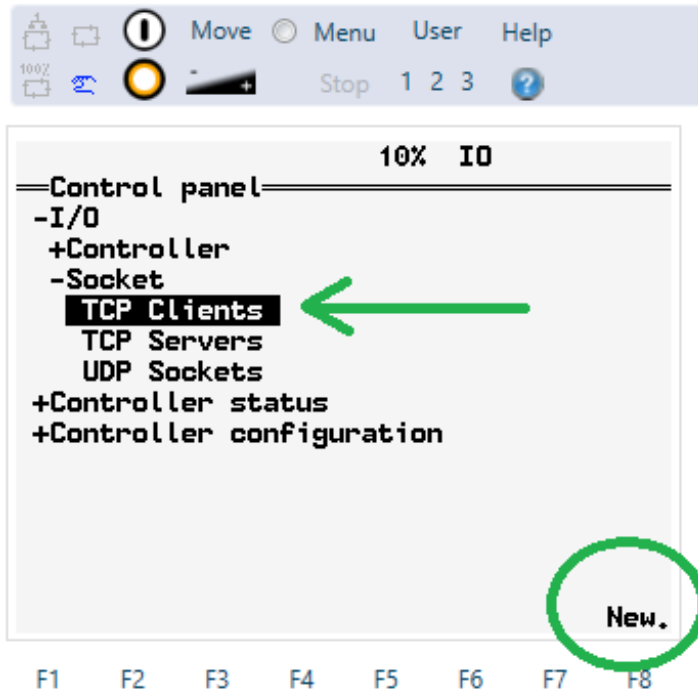 Move Menu User Help
100%
- + Stop 1 2 3 ?
10% IO
Control panel
-I/O
+Controller
-Socket
TCP Clients
TCP Servers
UDP Sockets
+Controller status
+Controller configuration
New.
F1 F2 F3 F4 F5 F6 F7 F8